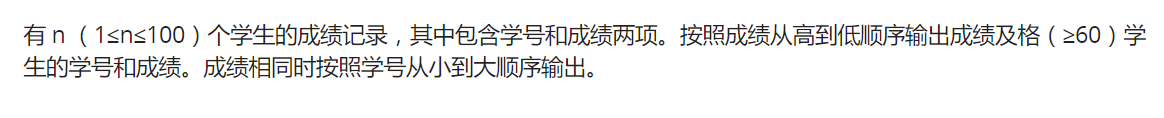 有 n （ 1≤n≤100 ) 个学生的成绩记录，其中包含学号和成绩两项。按照成绩从高到低顺序输出成绩及格（ ≥60 ) 学
生的学号和成绩。成绩相同时按照学号从小到大顺序输出。